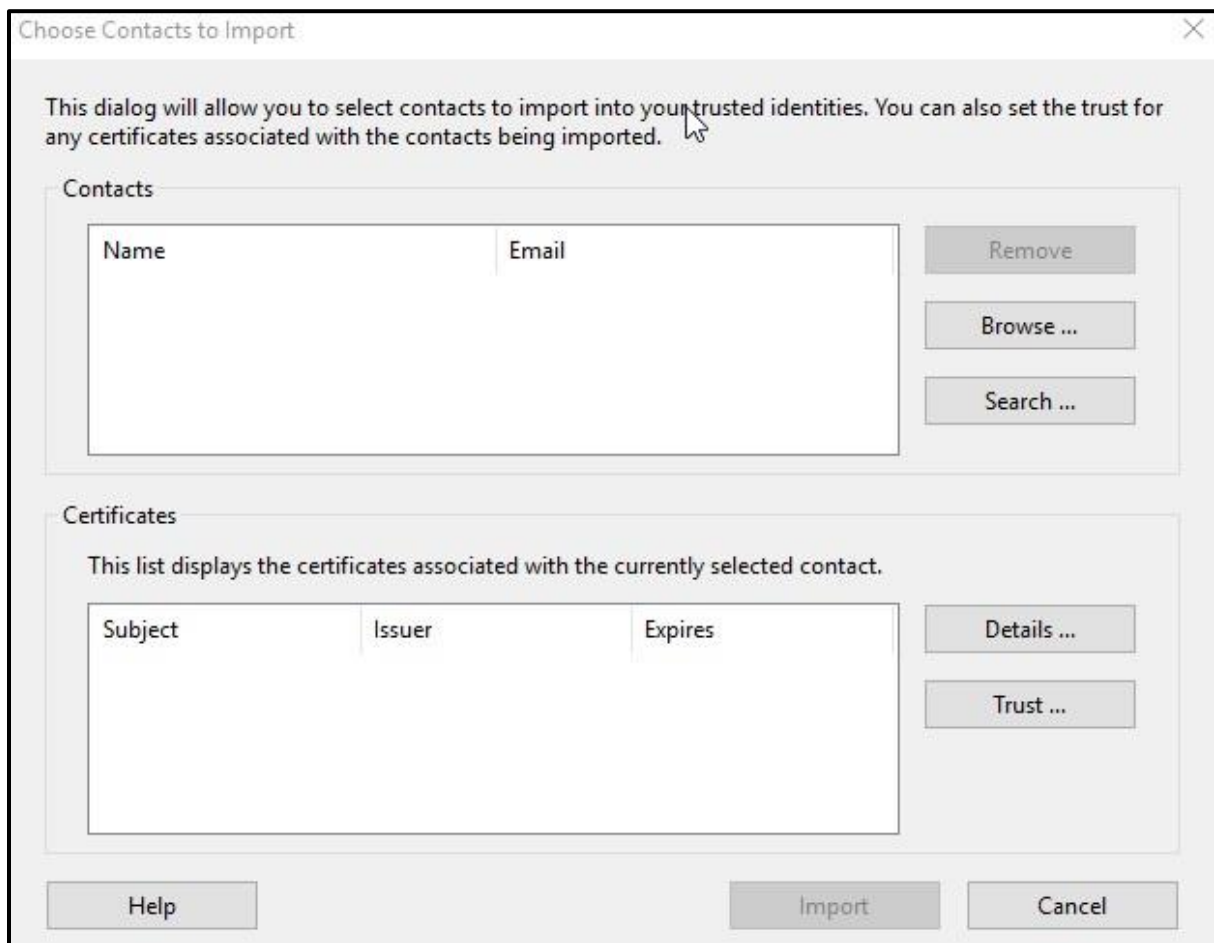 Choose Contacts to Import
This dialog will allow you to select contacts to import into your trusted identities. You can also set the trust for
any certificates associated with the contacts being imported.
Contacts
Name Email
Remove
Browse ...
Search ...
Certificates
This list displays the certificates associated with the currently selected contact.
Subject Issuer Expires
Details ...
Trust ...
Help Import Cancel